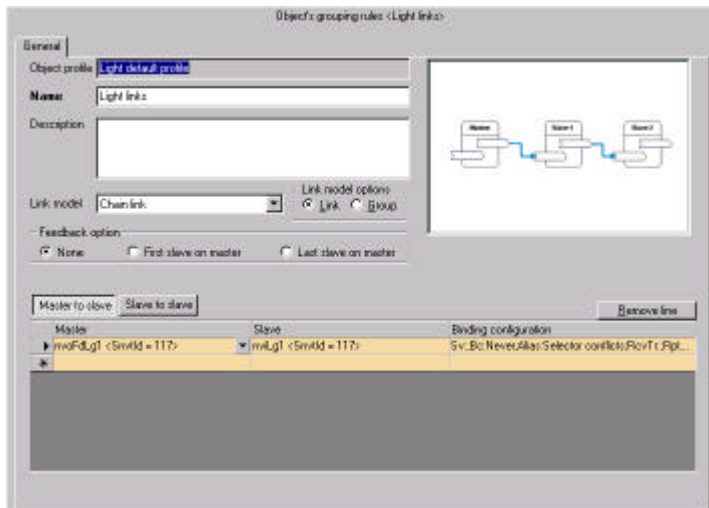 Object's grouping rules <Light links>
General
Object profile Light default profile
Name Light links
Description
Link model Chain link
Link model options
Link Group
Feedback option
None First slave on master Last slave on master
Master Slave 1 Slave 2
Master to slave Slave to slave
Remove line
Master Slave Binding configuration
nvoFdLg1 <SnvtId = 117> nviLg1 <SnvtId = 117> Sv:;Bc:Never;Alias:Selector conflicts;RcvTr:;Rpt...